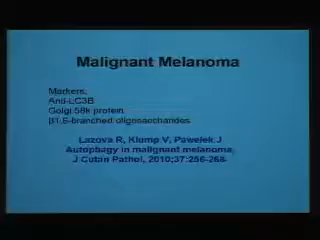 Malignant Melanoma
Markers,
Anti-LC3B
Golgi 58k protein
β1,6-branched oligosaccharides
Lazova R, Klump V, Pawelek J
Autophagy in malignant melanoma,
J Cutan Pathol, 2010;37:256-268